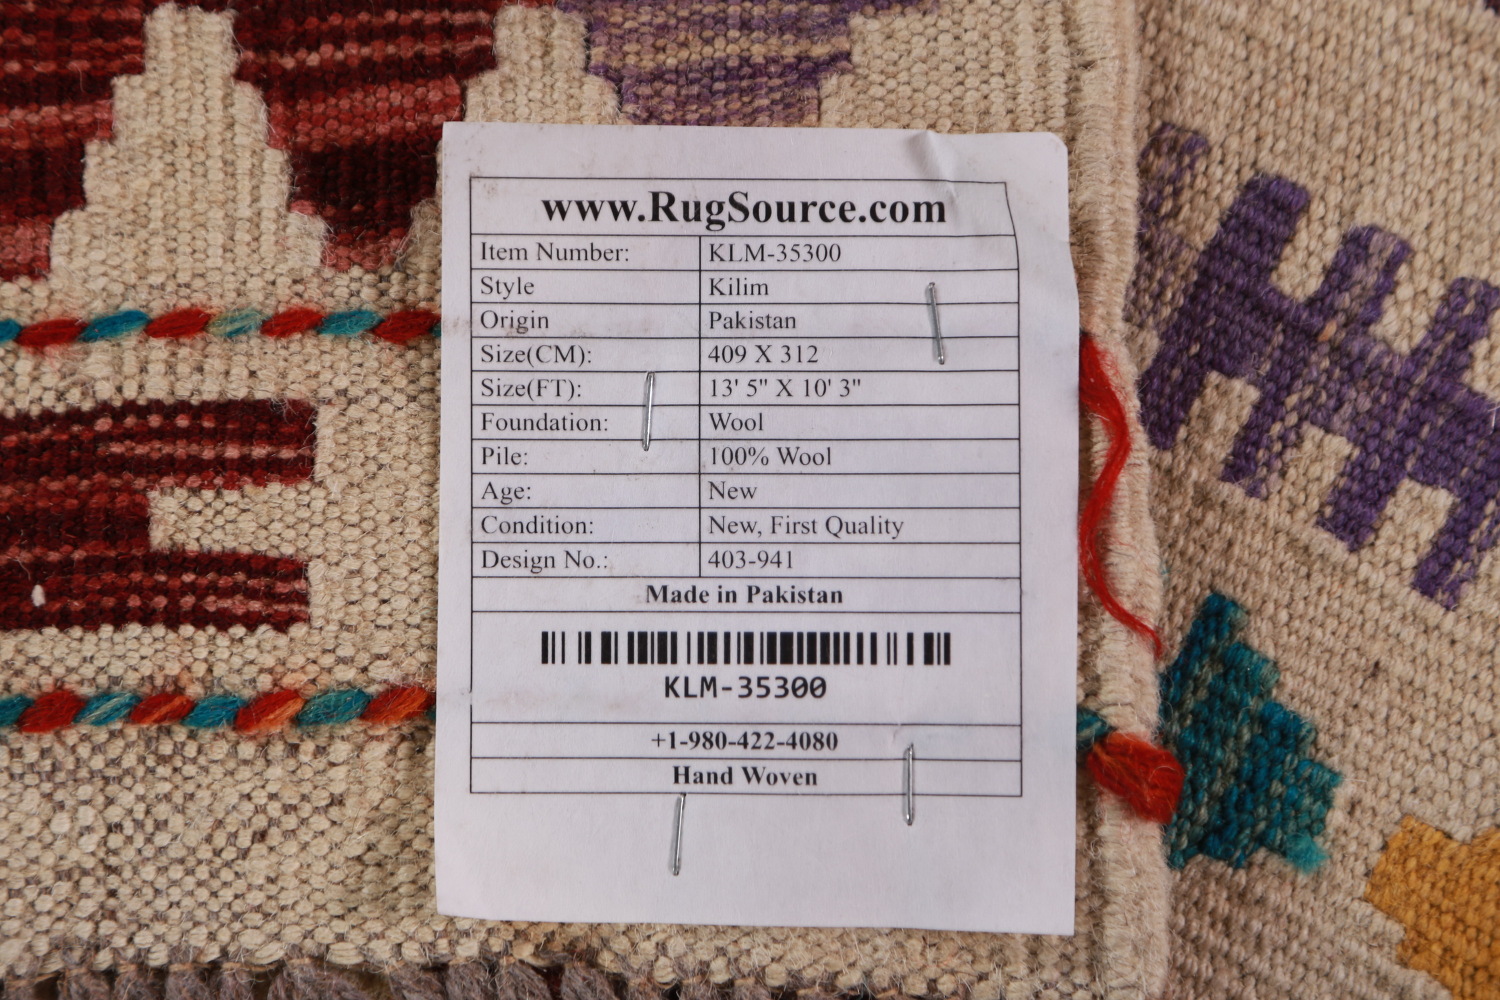 www.RugSource.com
Item Number: KLM-35300
Style Kilim
Origin Pakistan
Size(CM): 409 X 312
Size(FT): 13' 5" X 10' 3"
Foundation: Wool
Pile: 100% Wool
Age: New
Condition: New, First Quality
Design No.: 403-941
Made in Pakistan
KLM-35300
+1-980-422-4080
Hand Woven